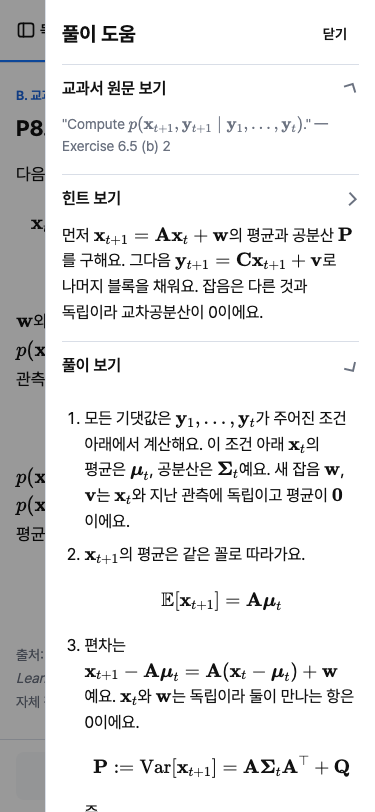 풀이 도움
닫기
교과서 원문 보기
"Compute p(x_{t+1}, y_{t+1} | y_1, …, y_t)." —
Exercise 6.5 (b) 2
힌트 보기
먼저 x_{t+1} = Ax_t + w의 평균과 공분산 P
를 구해요. 그다음 y_{t+1} = Cx_{t+1} + v로
나머지 블록을 채워요. 잡음은 다른 것과
독립이라 교차공분산이 0이에요.
풀이 보기
1. 모든 기댓값은 y_1, …, y_t가 주어진 조건
아래에서 계산해요. 이 조건 아래 x_t의
평균은 μ_t, 공분산은 Σ_t예요. 새 잡음 w,
v는 x_t와 지난 관측에 독립이고 평균이 0
이에요.
2. x_{t+1}의 평균은 같은 꼴로 따라가요.
𝔼[x_{t+1}] = Aμ_t
3. 편차는
x_{t+1} − Aμ_t = A(x_t − μ_t) + w
예요. x_t와 w는 독립이라 둘이 만나는 항은
0이에요.
P := Var[x_{t+1}] = AΣ_tA^⊤ + Q
B.
P8.
다음
w와
관측
평균
출처:
Lear
자체